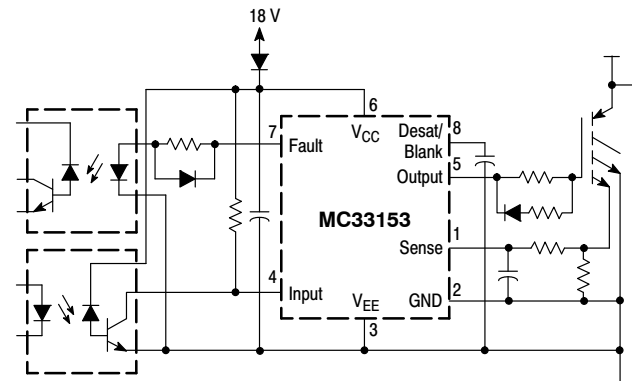 18 V
6
VCC
Desat/
Blank
8
7
Fault
5
Output
MC33153
Sense
1
4
Input
VEE
GND
2
3